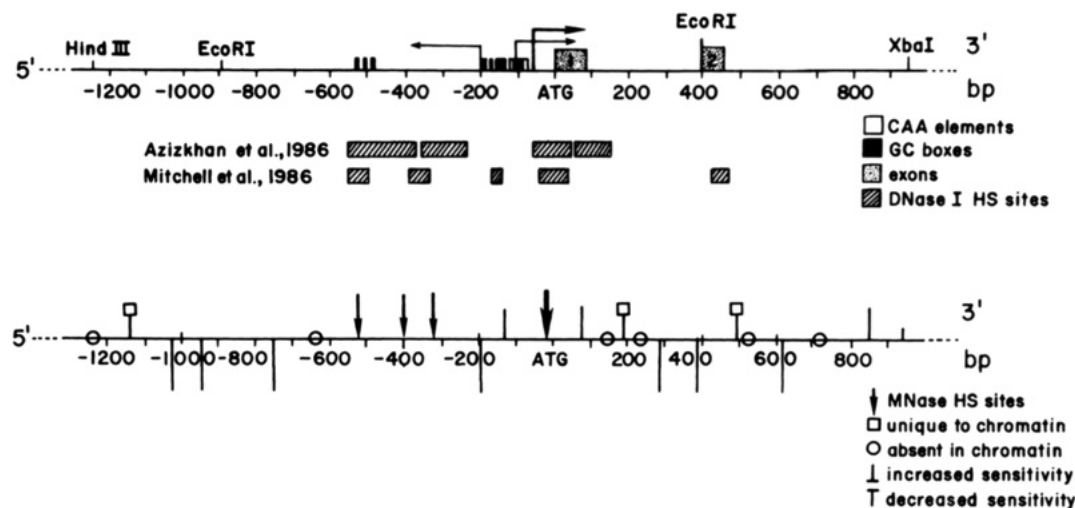 EcoRI
Hind III EcoRI XbaI 3'
5'
-1200 -1000 -800 -600 -400 -200 ATG 200 400 600 800 bp
1 2
Azizkhan et al., 1986
Mitchell et al., 1986
CAA elements
GC boxes
exons
DNase I HS sites
3'
5'
-1200 -1000 -800 -600 -400 -200 ATG 200 400 600 800 bp
MNase HS sites
unique to chromatin
absent in chromatin
increased sensitivity
decreased sensitivity